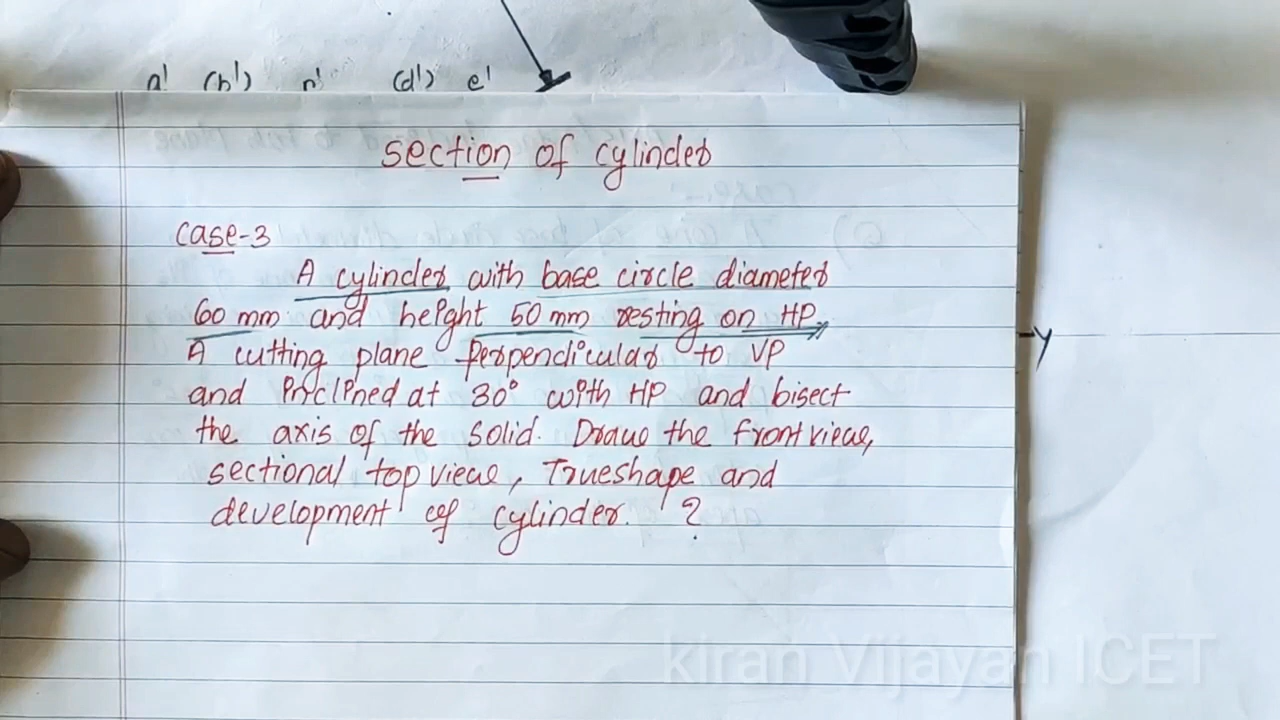 a' (b') n' (d') e'
section of cylinder
case-3
A cylinder with base circle diameter
60 mm and height 50 mm resting on HP,
A cutting plane perpendicular to VP
and inclined at 30° with HP and bisect
the axis of the solid. Draw the front view,
sectional top view, Trueshape and
development of cylinder. ?
y
kiran Vijayan ICET